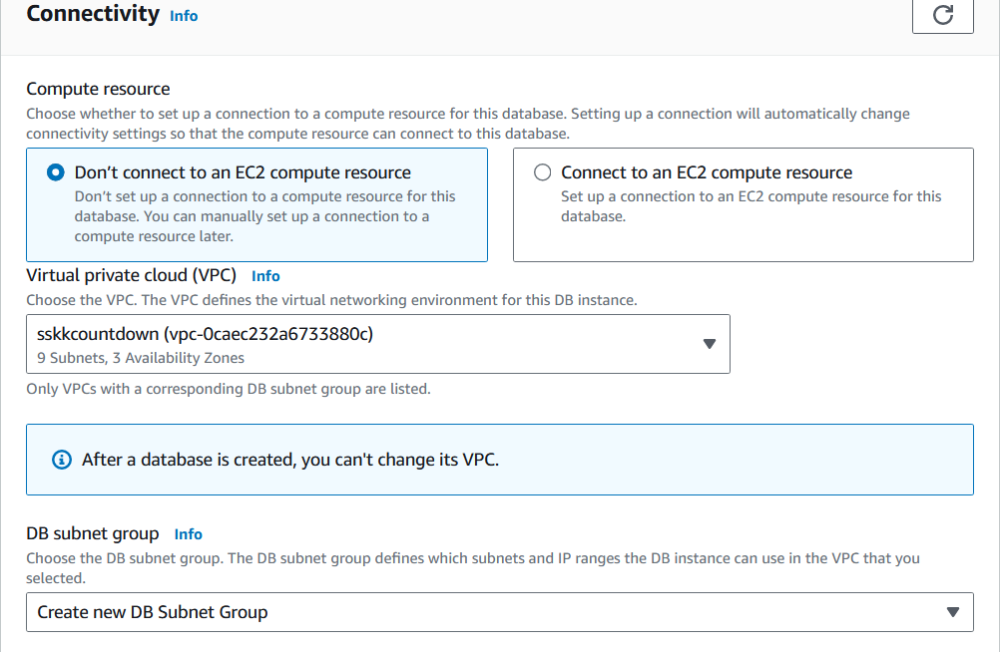 Connectivity Info
Compute resource
Choose whether to set up a connection to a compute resource for this database. Setting up a connection will automatically change
connectivity settings so that the compute resource can connect to this database.
Don’t connect to an EC2 compute resource
Don’t set up a connection to a compute resource for this
database. You can manually set up a connection to a
compute resource later.
Connect to an EC2 compute resource
Set up a connection to an EC2 compute resource for this
database.
Virtual private cloud (VPC) Info
Choose the VPC. The VPC defines the virtual networking environment for this DB instance.
sskkcountdown (vpc-0caec232a6733880c)
9 Subnets, 3 Availability Zones
Only VPCs with a corresponding DB subnet group are listed.
After a database is created, you can't change its VPC.
DB subnet group Info
Choose the DB subnet group. The DB subnet group defines which subnets and IP ranges the DB instance can use in the VPC that you
selected.
Create new DB Subnet Group